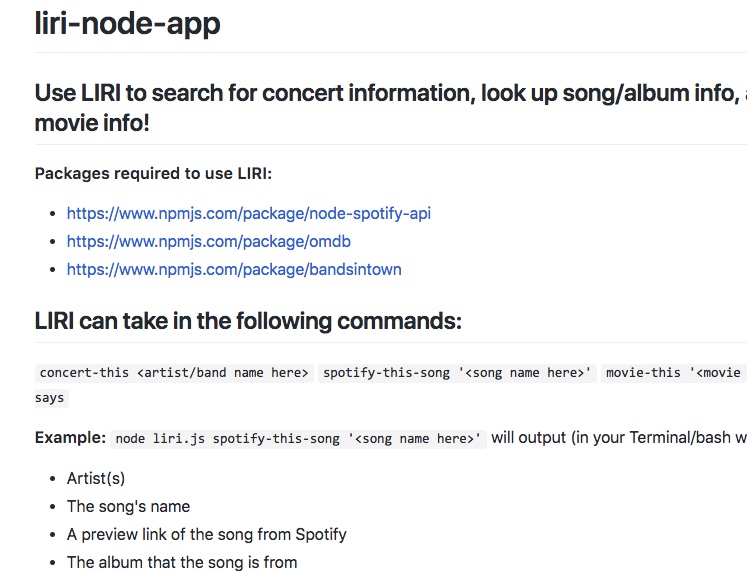 liri-node-app
Use LIRI to search for concert information, look up song/album info,
movie info!
Packages required to use LIRI:
https://www.npmjs.com/package/node-spotify-api
https://www.npmjs.com/package/omdb
https://www.npmjs.com/package/bandsintown
LIRI can take in the following commands:
concert-this <artist/band name here> spotify-this-song '<song name here>' movie-this '<movie
says
Example: node liri.js spotify-this-song '<song name here>' will output (in your Terminal/bash
Artist(s)
The song's name
A preview link of the song from Spotify
The album that the song is from